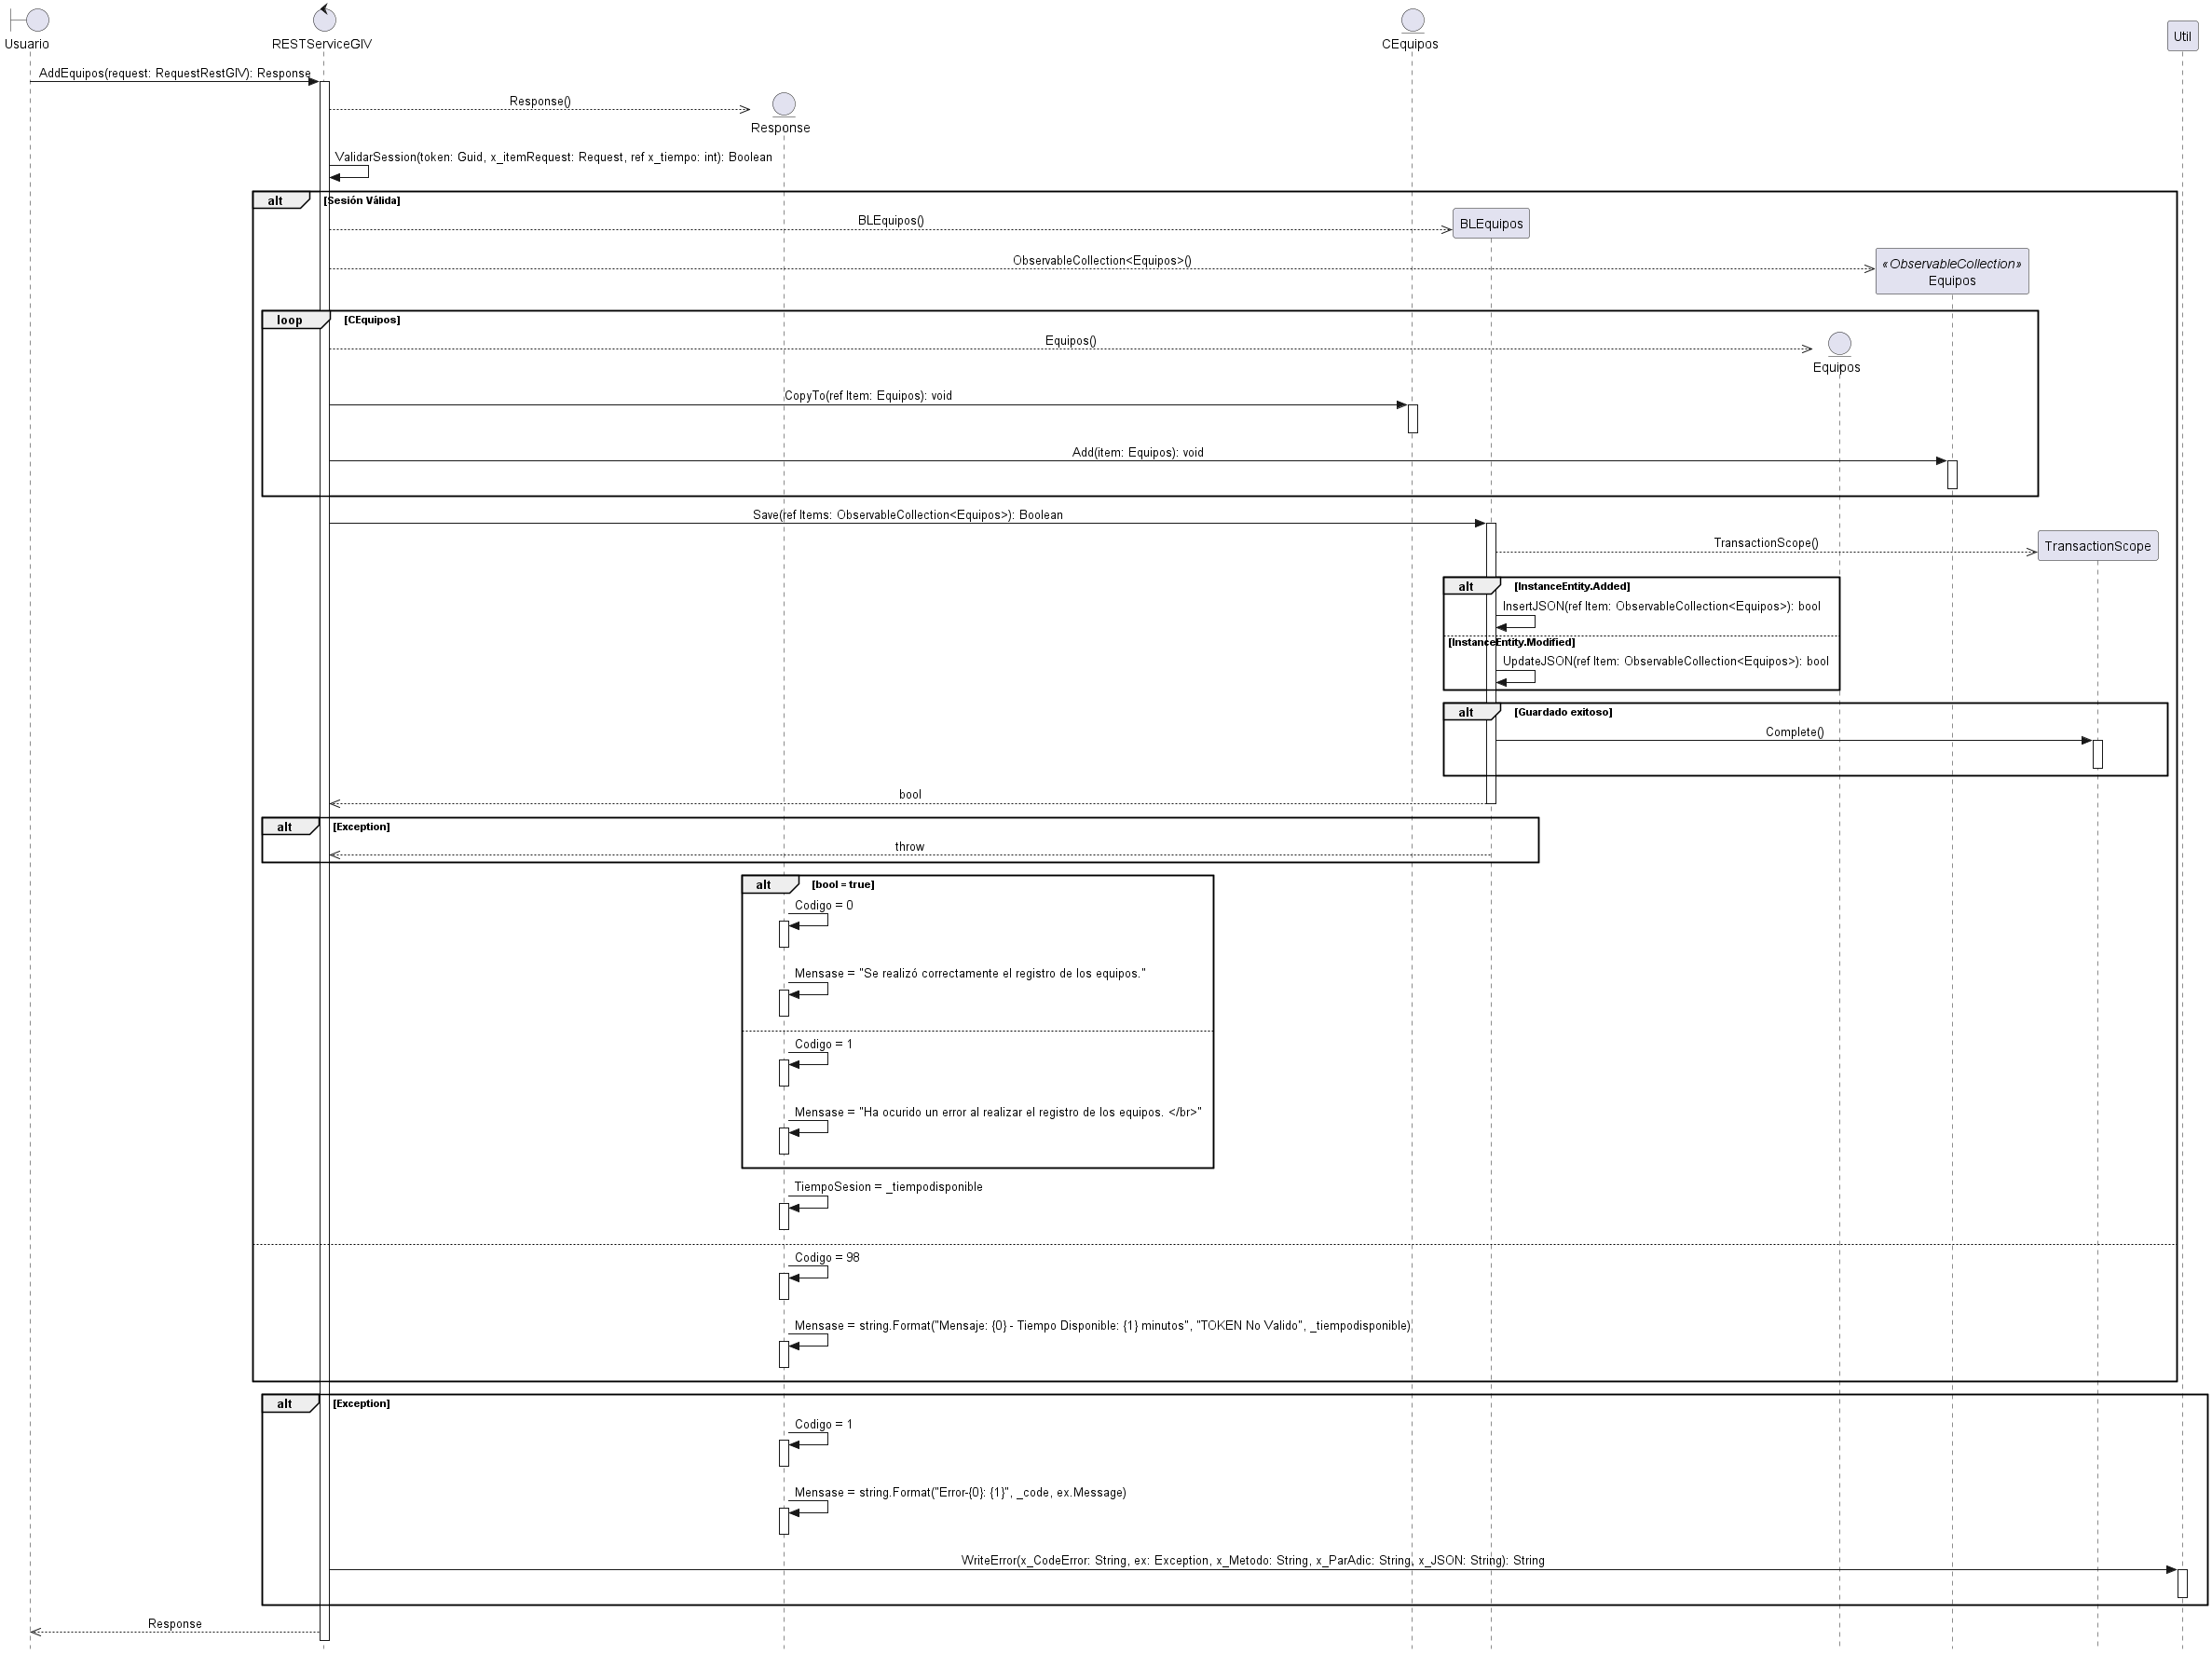 Usuario
RESTServiceGIV
CEquipos
Util
AddEquipos(request: RequestRestGIV): Response
Response()
Response
ValidarSession(token: Guid, x_itemRequest: Request, ref x_tiempo: int): Boolean
alt [Sesión Válida]
BLEquipos()
BLEquipos
ObservableCollection<Equipos>()
«ObservableCollection»
Equipos
loop [CEquipos]
Equipos()
Equipos
CopyTo(ref Item: Equipos): void
Add(item: Equipos): void
Save(ref Items: ObservableCollection<Equipos>): Boolean
TransactionScope()
TransactionScope
alt [InstanceEntity.Added]
InsertJSON(ref Item: ObservableCollection<Equipos>): bool
[InstanceEntity.Modified]
UpdateJSON(ref Item: ObservableCollection<Equipos>): bool
alt [Guardado exitoso]
Complete()
bool
alt [Exception]
throw
alt [bool = true]
Codigo = 0
Mensase = "Se realizó correctamente el registro de los equipos."
Codigo = 1
Mensase = "Ha ocurido un error al realizar el registro de los equipos. </br>"
TiempoSesion = _tiempodisponible
Codigo = 98
Mensase = string.Format("Mensaje: {0} - Tiempo Disponible: {1} minutos", "TOKEN No Valido", _tiempodisponible)
alt [Exception]
Codigo = 1
Mensase = string.Format("Error-{0}: {1}", _code, ex.Message)
WriteError(x_CodeError: String, ex: Exception, x_Metodo: String, x_ParAdic: String, x_JSON: String): String
Response